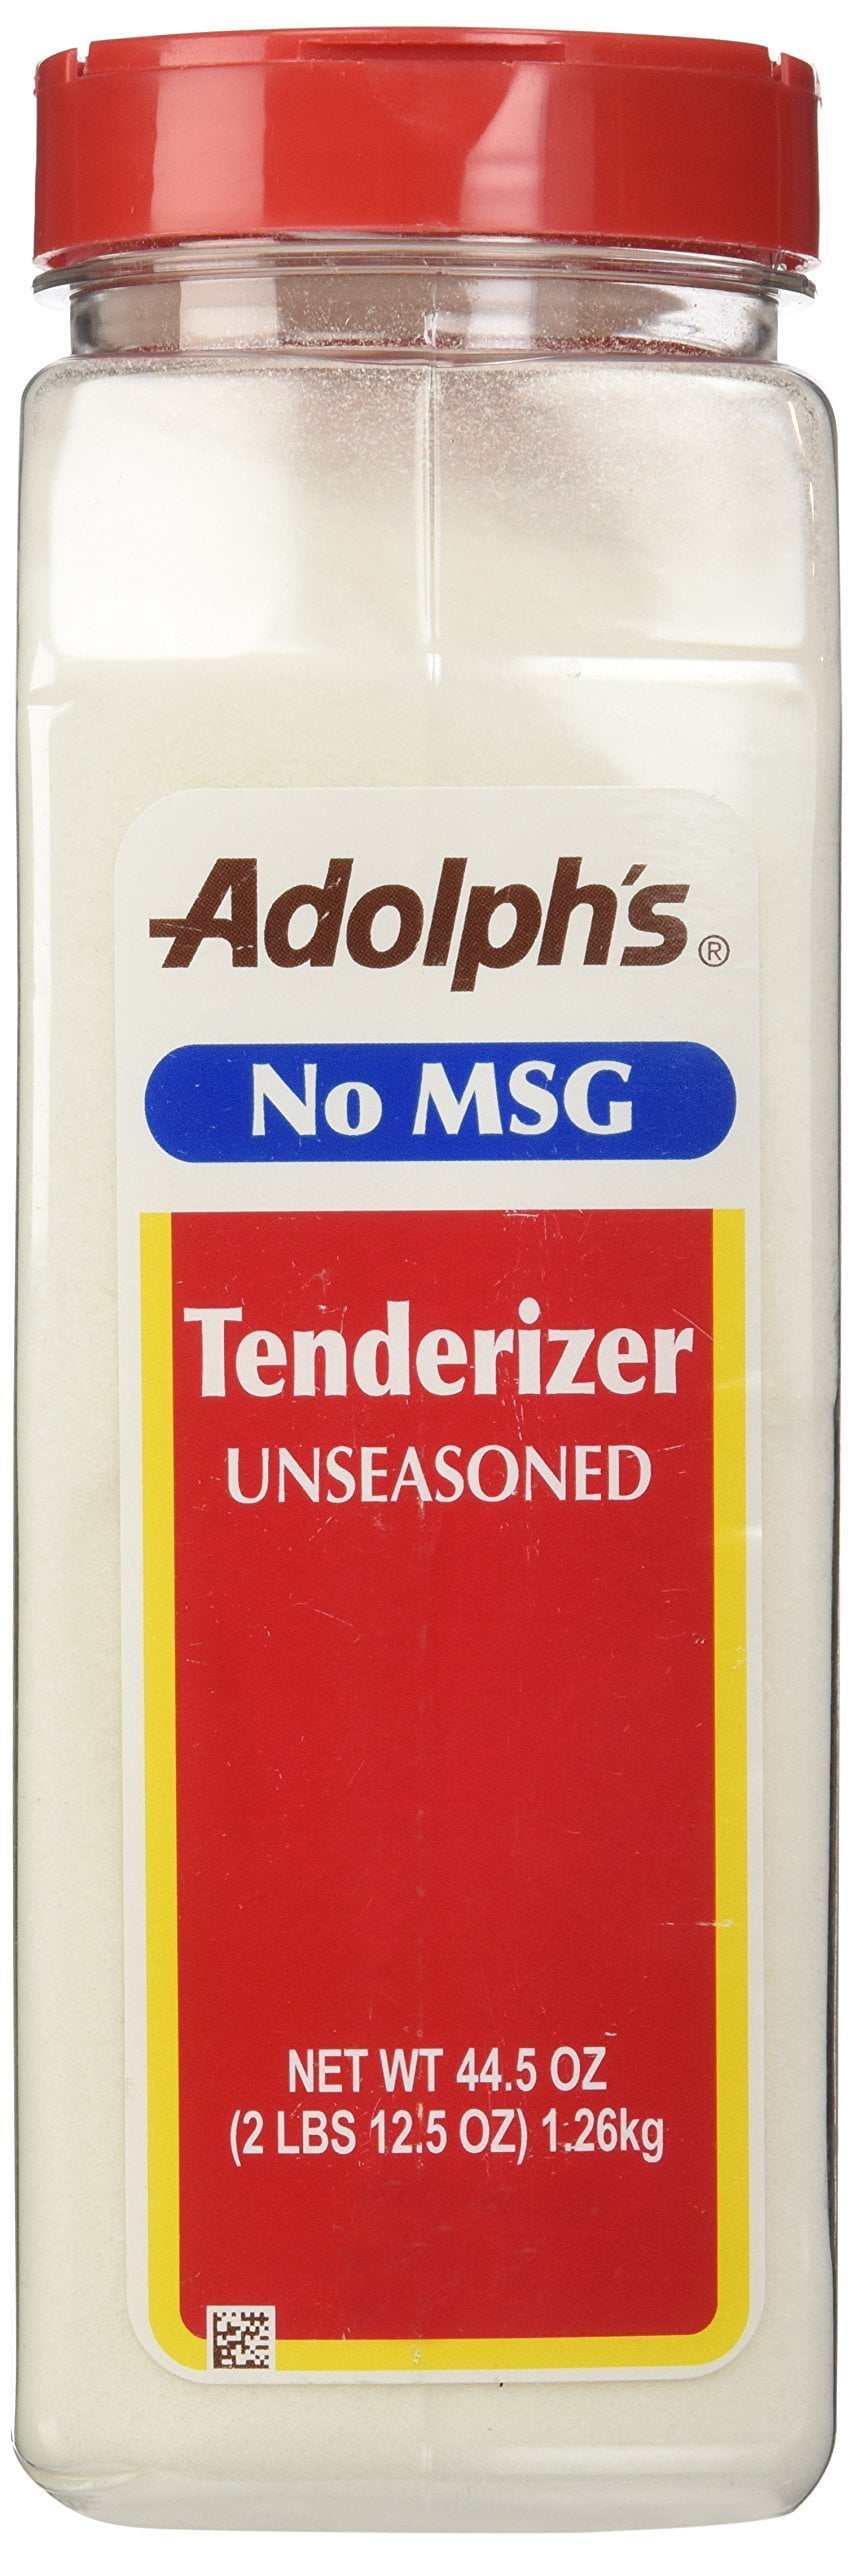 Adolph's®
No MSG
Tenderizer
UNSEASONED
NET WT 44.5 OZ
(2 LBS 12.5 OZ) 1.26kg